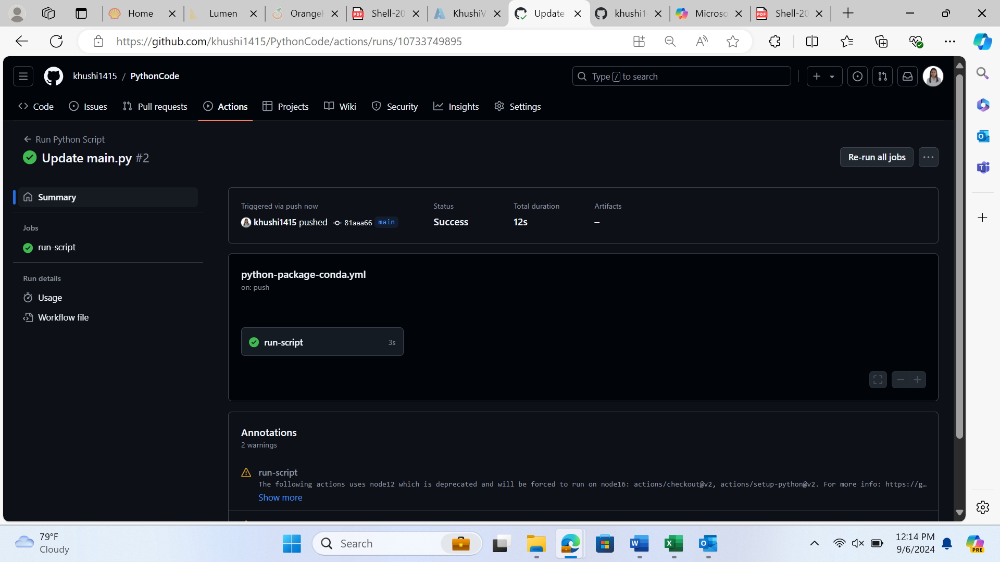 Home
Lumen
OrangeH
Shell-20
KhushiV
Update
khushi1
Microso
Shell-20
https://github.com/khushi1415/PythonCode/actions/runs/10733749895
khushi1415 / PythonCode
Type / to search
Code
Issues
Pull requests
Actions
Projects
Wiki
Security
Insights
Settings
Run Python Script
Update main.py #2
Re-run all jobs
Summary
Jobs
run-script
Run details
Usage
Workflow file
Triggered via push now
khushi1415 pushed 81aaa66 main
Status
Success
Total duration
12s
Artifacts
–
python-package-conda.yml
on: push
run-script 3s
Annotations
2 warnings
run-script
The following actions uses node12 which is deprecated and will be forced to run on node16: actions/checkout@v2, actions/setup-python@v2. For more info: https://g…
Show more
79°F
Cloudy
Search
12:14 PM
9/6/2024
PRE